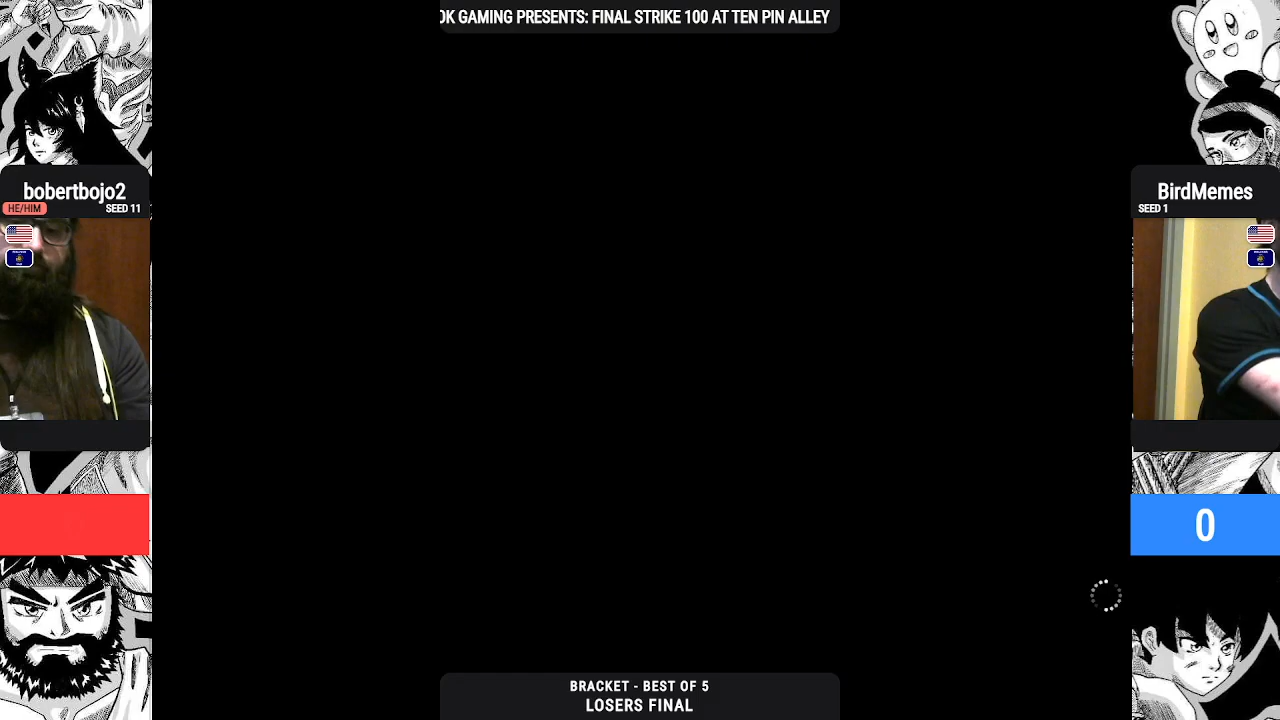 OK GAMING PRESENTS: FINAL STRIKE 100 AT TEN PIN ALLEY
bobertbojo2
HE/HIM
SEED 11
BirdMemes
SEED 1
0
BRACKET - BEST OF 5
LOSERS FINAL